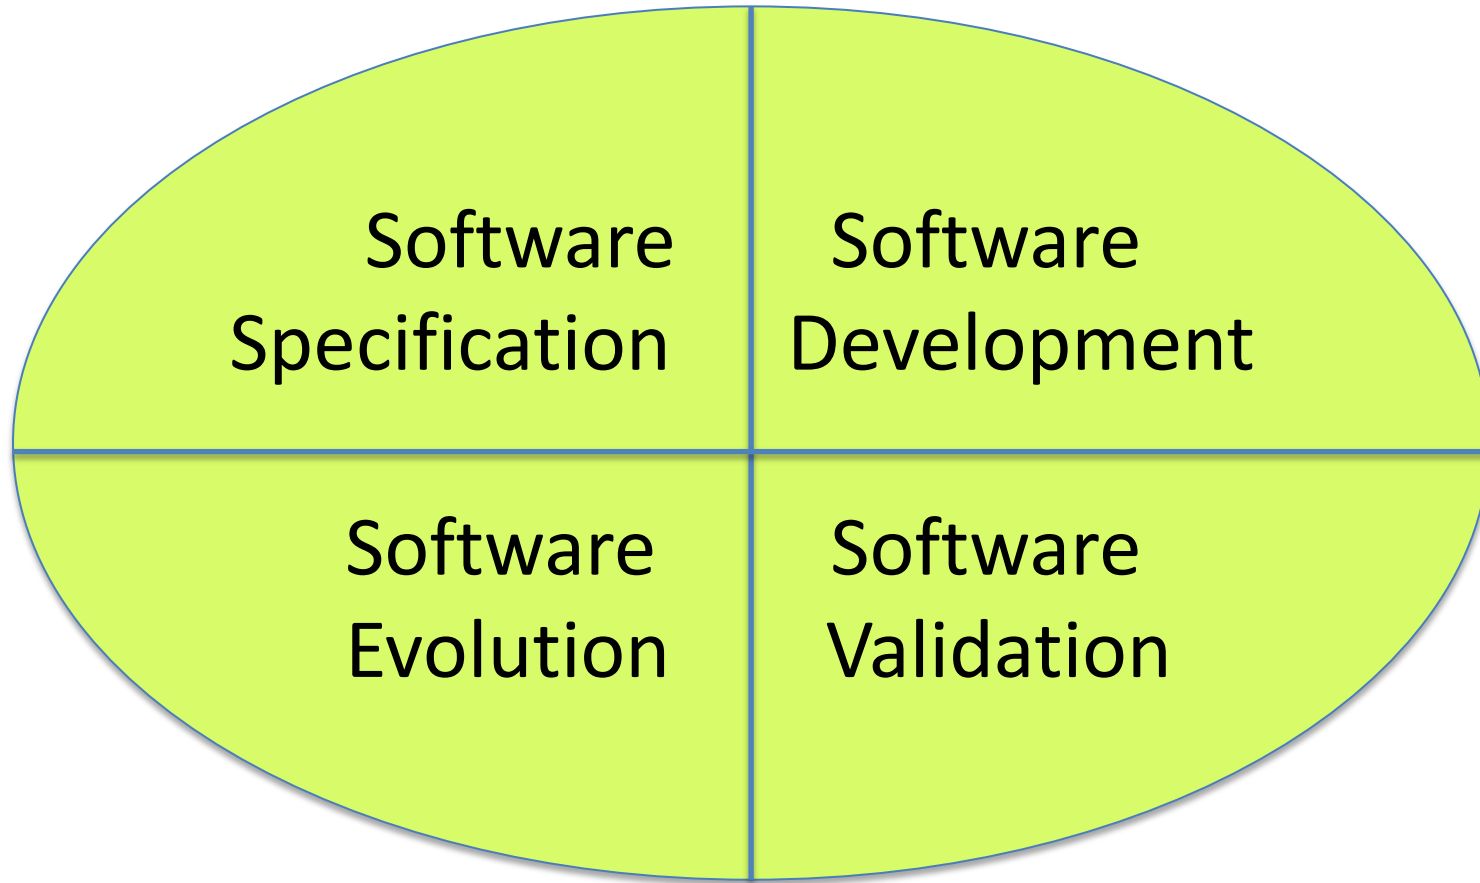 Software
Specification
Software
Development
Software
Evolution
Software
Validation